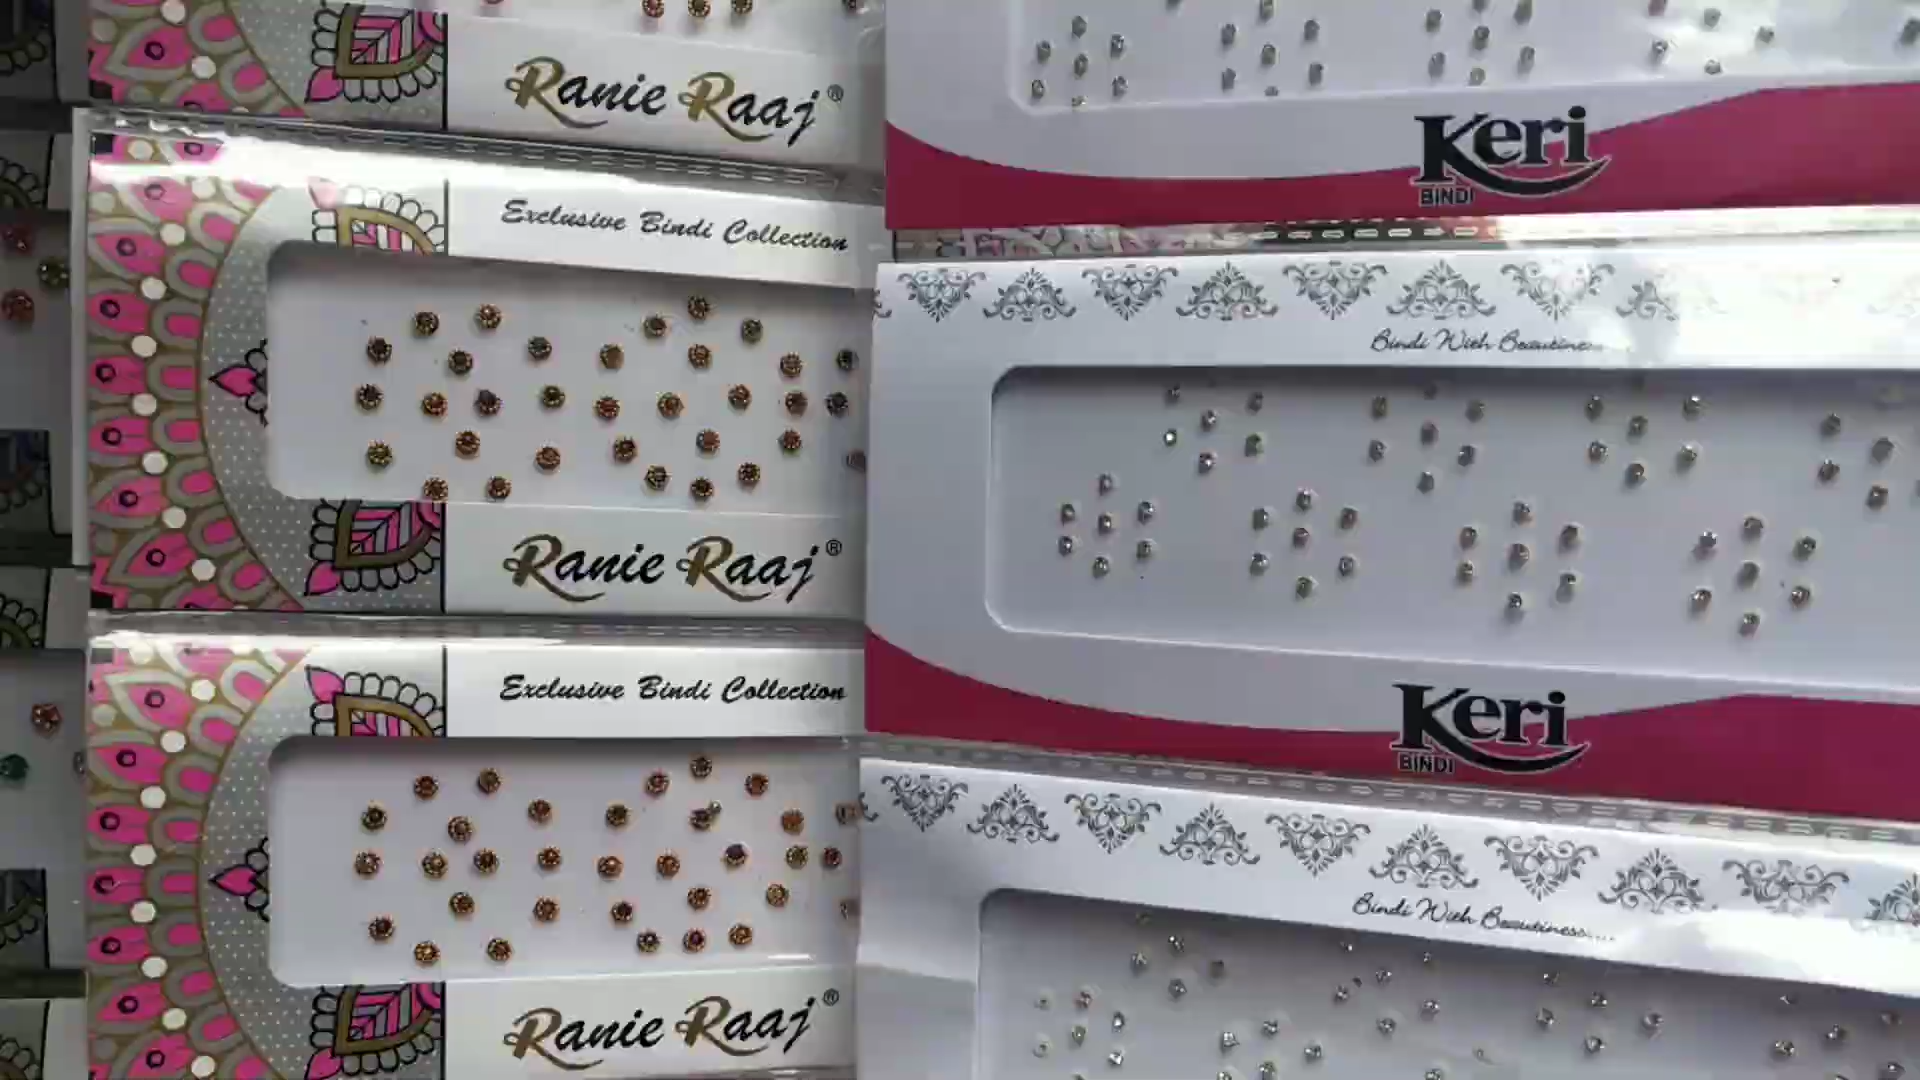 Ranie Raaj®
Exclusive Bindi Collection
Ranie Raaj®
Exclusive Bindi Collection
Ranie Raaj®
Keri
BINDI
Bindi With Beautiness....
Keri
BINDI
Bindi With Beautiness....